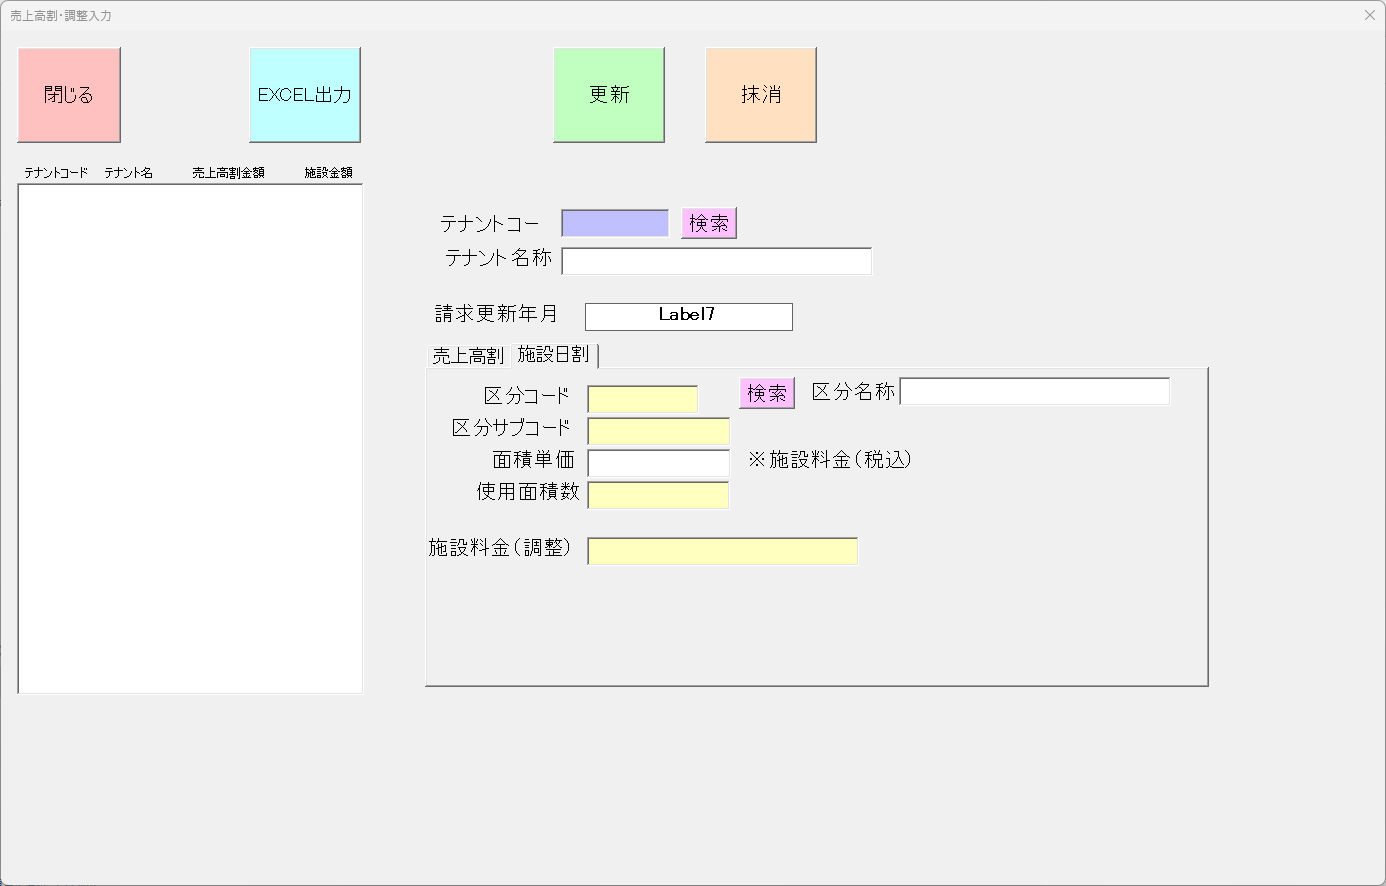 売上高割・調整入力
閉じる
EXCEL出力
更新
抹消
テナントコード テナント名 売上高割金額 施設金額
テナントコー
検索
テナント名称
請求更新年月
Label7
売上高割
施設日割
区分コード
検索
区分名称
区分サブコード
面積単価
※施設料金(税込)
使用面積数
施設料金(調整)